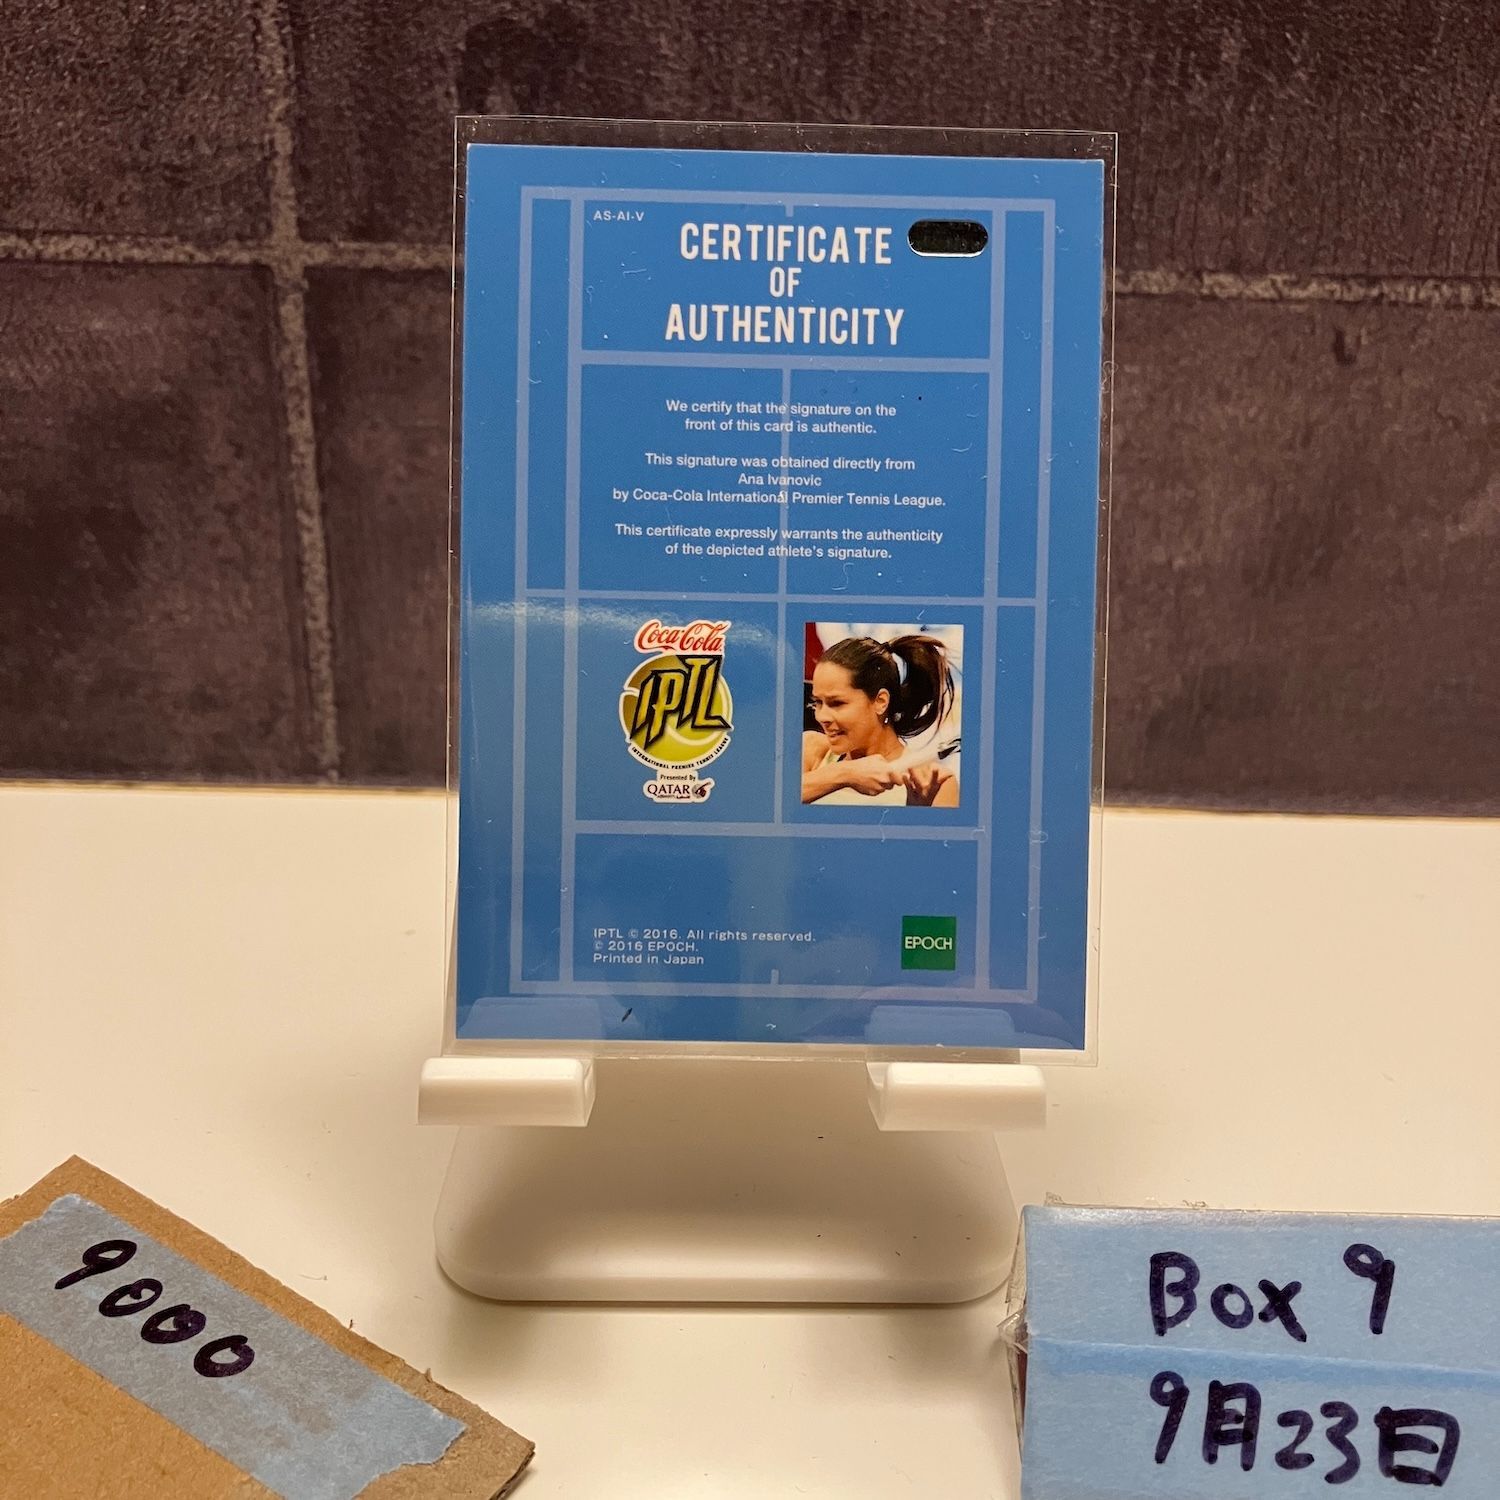 AS-AI-V
CERTIFICATE
OF
AUTHENTICITY
We certify that the signature on the
front of this card is authentic.
This signature was obtained directly from
Ana Ivanovic
by Coca-Cola International Premier Tennis League.
This certificate expressly warrants the authenticity
of the depicted athlete's signature.
Coca-Cola
IPTL
INTERNATIONAL PREMIER TENNIS LEAGUE
Presented By
QATAR
IPTL © 2016. All rights reserved.
© 2016 EPOCH.
Printed in Japan
EPOCH
9000
Box 9
9月23日